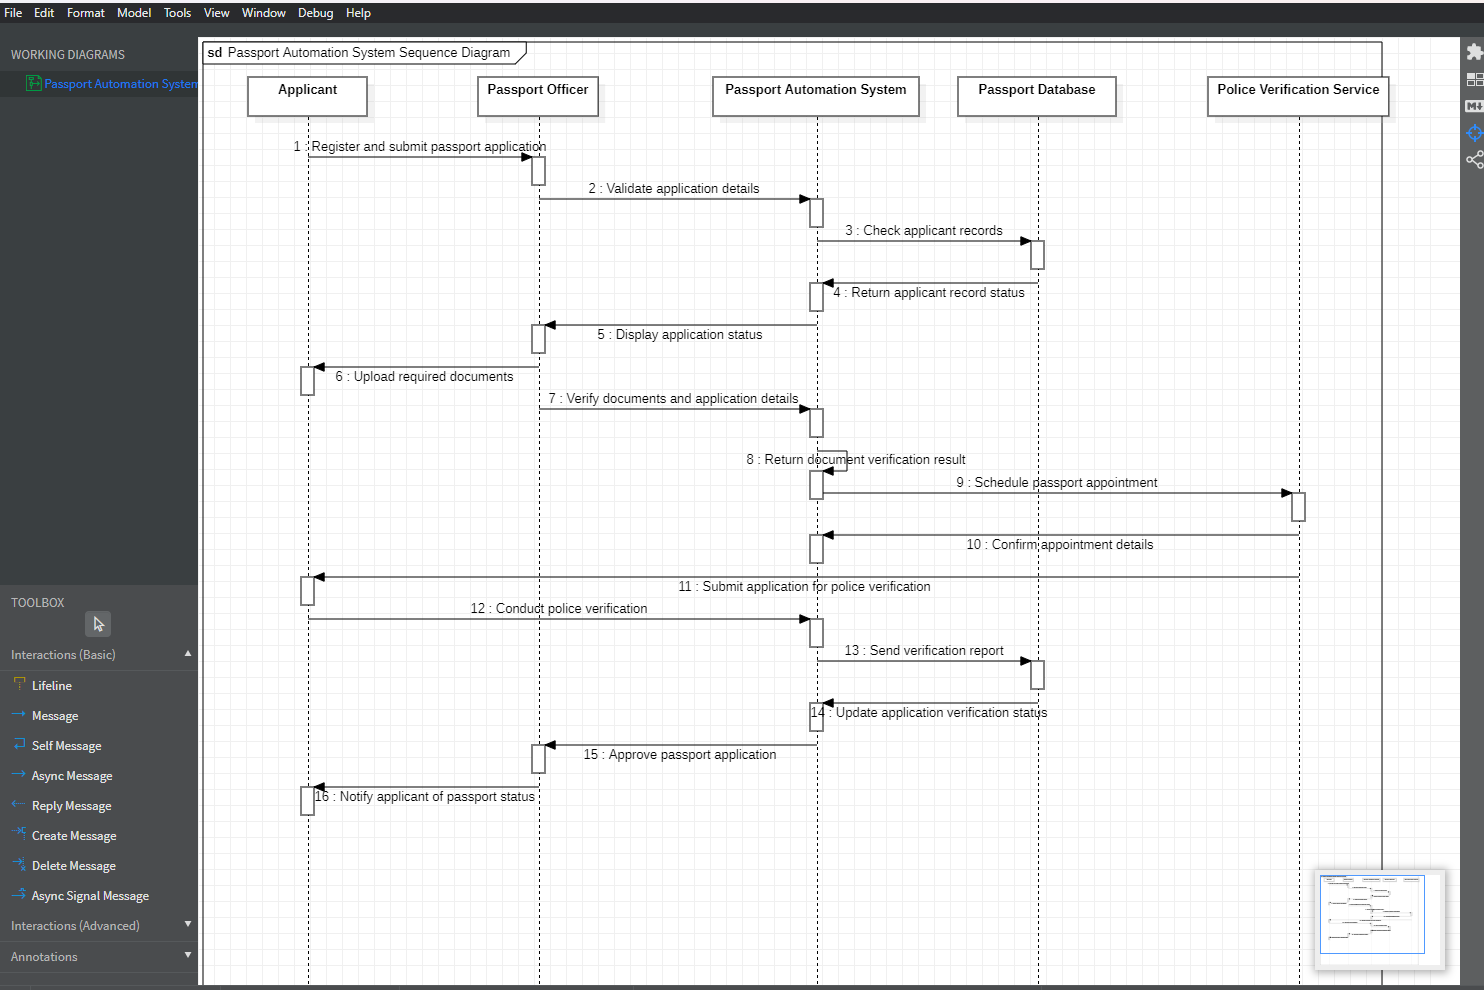 File Edit Format Model Tools View Window Debug Help
WORKING DIAGRAMS
Passport Automation System
sd Passport Automation System Sequence Diagram
Applicant
Passport Officer
Passport Automation System
Passport Database
Police Verification Service
1 : Register and submit passport application
2 : Validate application details
3 : Check applicant records
4 : Return applicant record status
5 : Display application status
6 : Upload required documents
7 : Verify documents and application details
8 : Return document verification result
9 : Schedule passport appointment
10 : Confirm appointment details
11 : Submit application for police verification
12 : Conduct police verification
13 : Send verification report
14 : Update application verification status
15 : Approve passport application
16 : Notify applicant of passport status
TOOLBOX
Interactions (Basic)
Lifeline
Message
Self Message
Async Message
Reply Message
Create Message
Delete Message
Async Signal Message
Interactions (Advanced)
Annotations